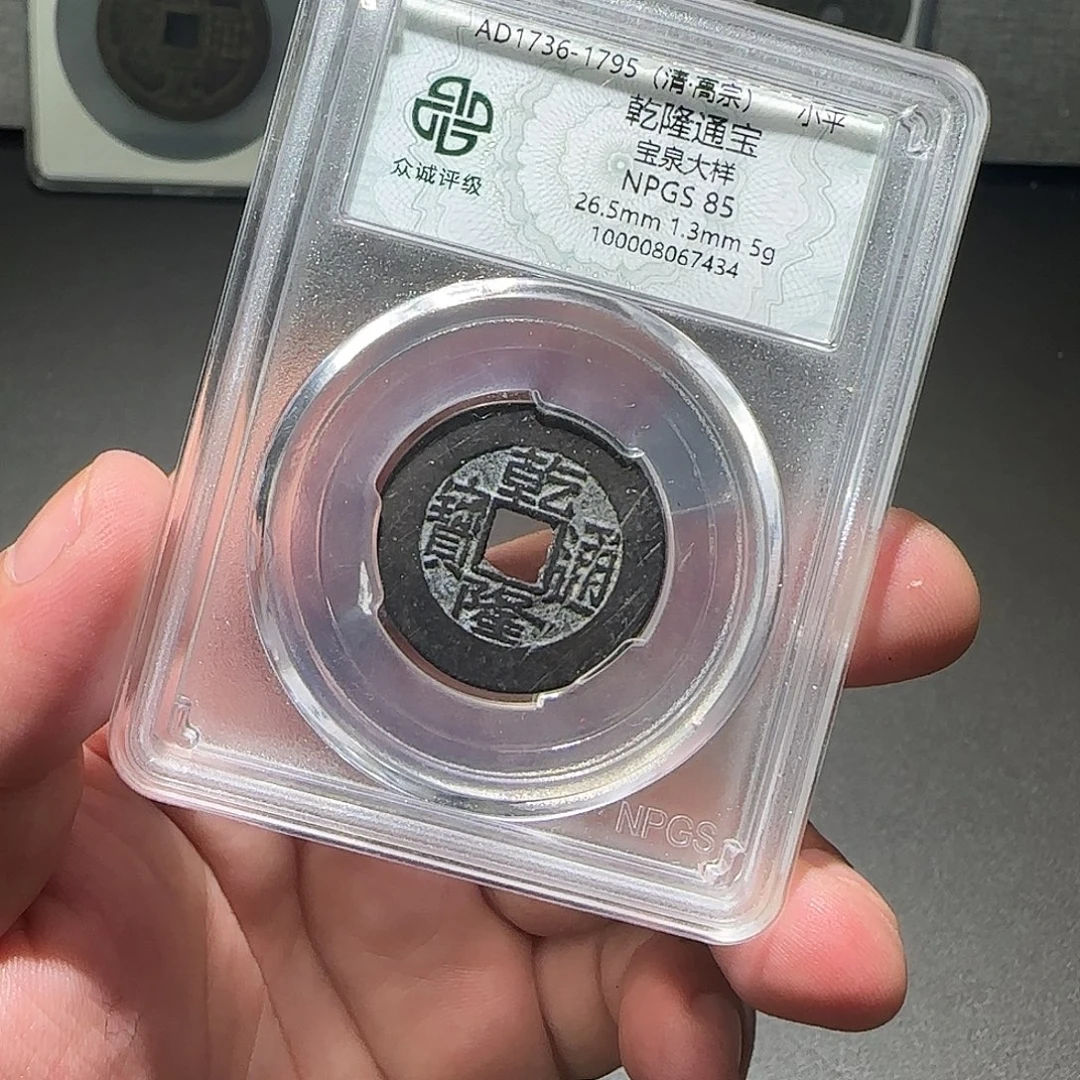 AD1736-1795（清·高宗） 小平
乾隆通宝
宝泉大样
NPGS 85
26.5mm 1.3mm 5g
100008067434
众诚评级
乾隆通寳
NPGS